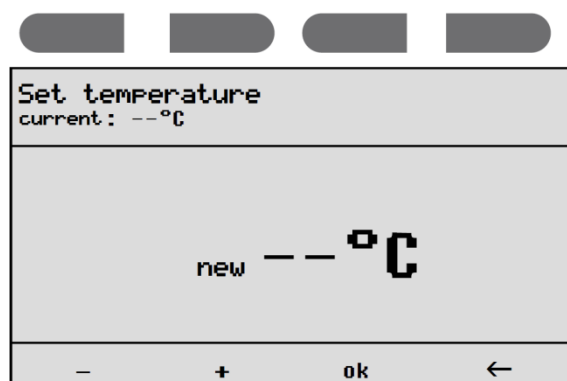 Set temperature
current: --°C
new --°C
- + ok ←